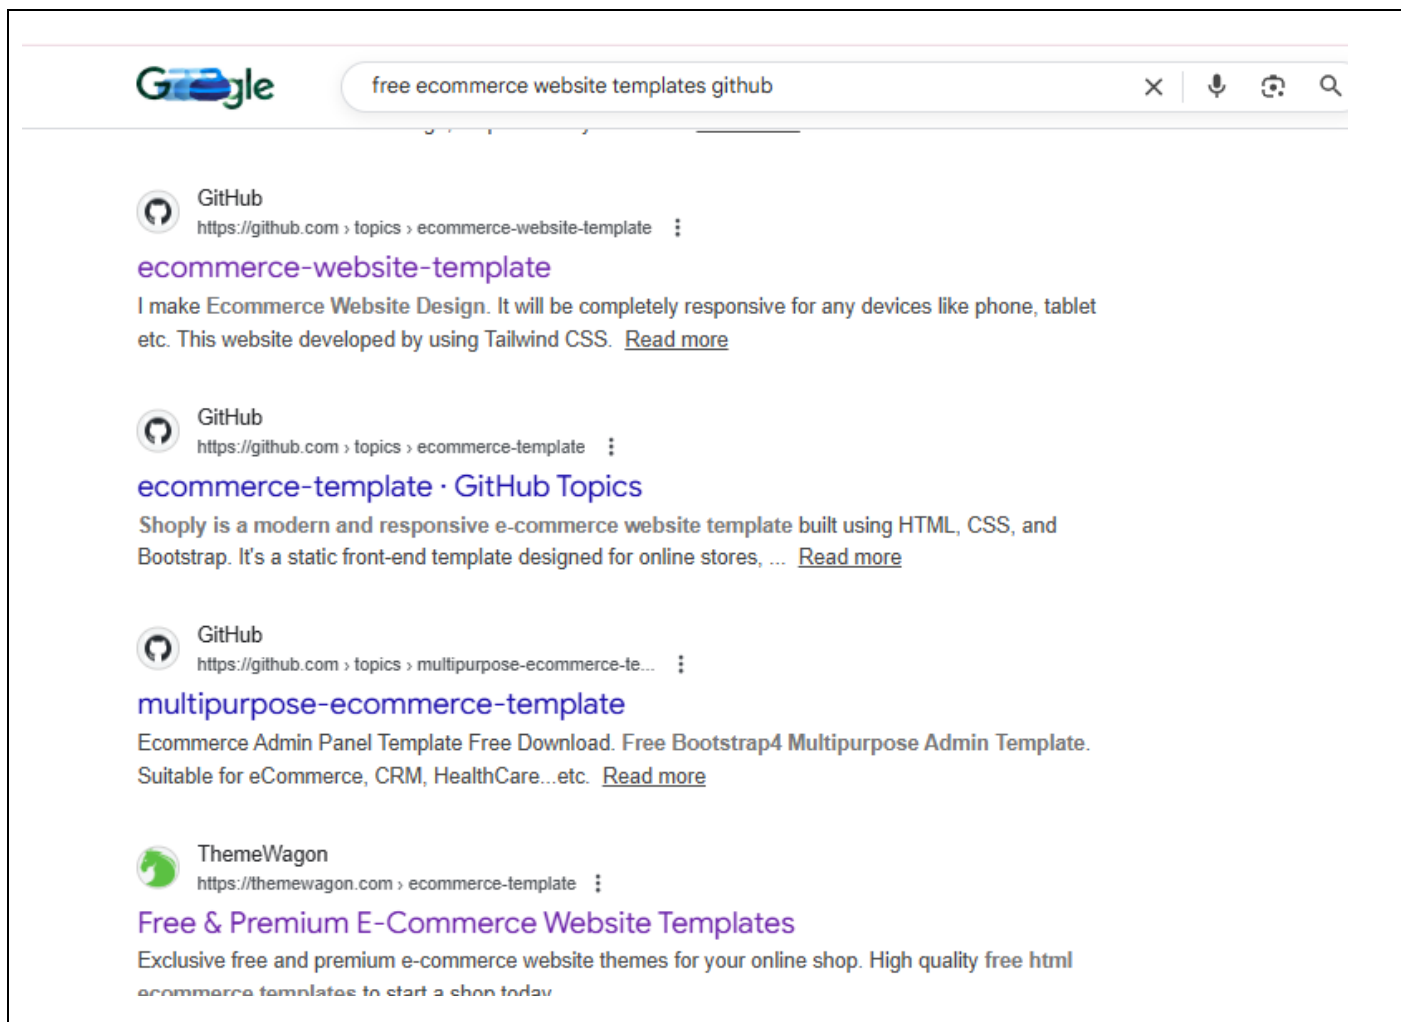 Google
free ecommerce website templates github
GitHub
https://github.com › topics › ecommerce-website-template
ecommerce-website-template
I make Ecommerce Website Design. It will be completely responsive for any devices like phone, tablet
etc. This website developed by using Tailwind CSS. Read more
GitHub
https://github.com › topics › ecommerce-template
ecommerce-template · GitHub Topics
Shoply is a modern and responsive e-commerce website template built using HTML, CSS, and
Bootstrap. It's a static front-end template designed for online stores, ... Read more
GitHub
https://github.com › topics › multipurpose-ecommerce-te...
multipurpose-ecommerce-template
Ecommerce Admin Panel Template Free Download. Free Bootstrap4 Multipurpose Admin Template.
Suitable for eCommerce, CRM, HealthCare...etc. Read more
ThemeWagon
https://themewagon.com › ecommerce-template
Free & Premium E-Commerce Website Templates
Exclusive free and premium e-commerce website themes for your online shop. High quality free html
ecommerce templates to start a shop today